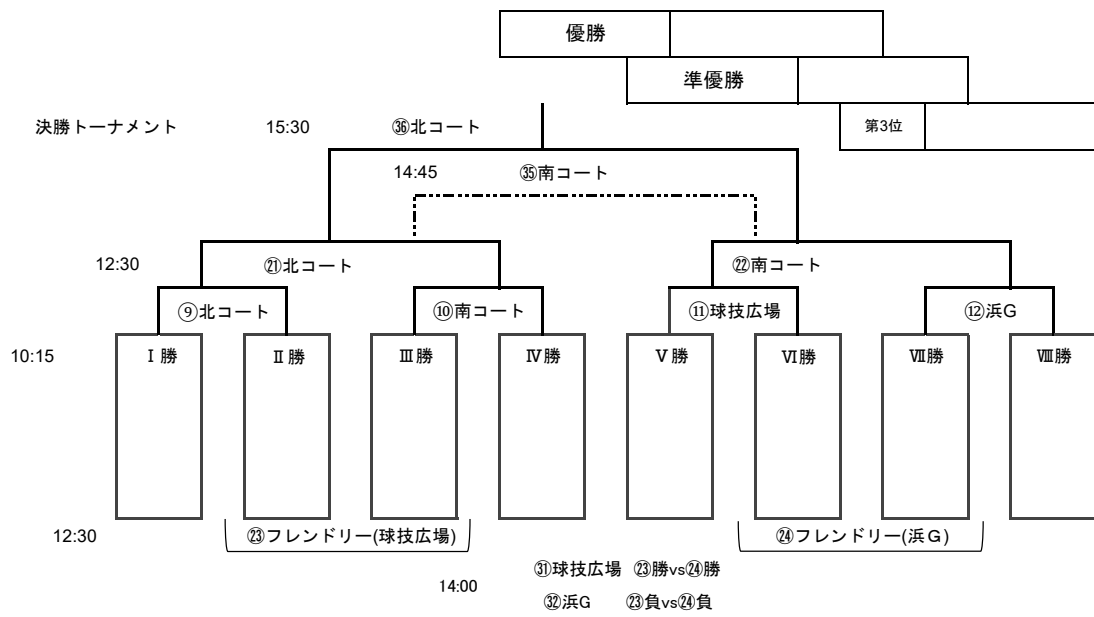 優勝
準優勝
決勝トーナメント 15:30 ㊱北コート 第3位
14:45 ㉟南コート
12:30 ㉑北コート ㉒南コート
⑨北コート ⑩南コート ⑪球技広場 ⑫浜G
10:15 Ⅰ勝 Ⅱ勝 Ⅲ勝 Ⅳ勝 Ⅴ勝 Ⅵ勝 Ⅶ勝 Ⅷ勝
12:30 ㉓フレンドリー(球技広場) ㉔フレンドリー(浜G)
㉛球技広場 ㉓勝vs㉔勝
14:00
㉜浜G ㉓負vs㉔負